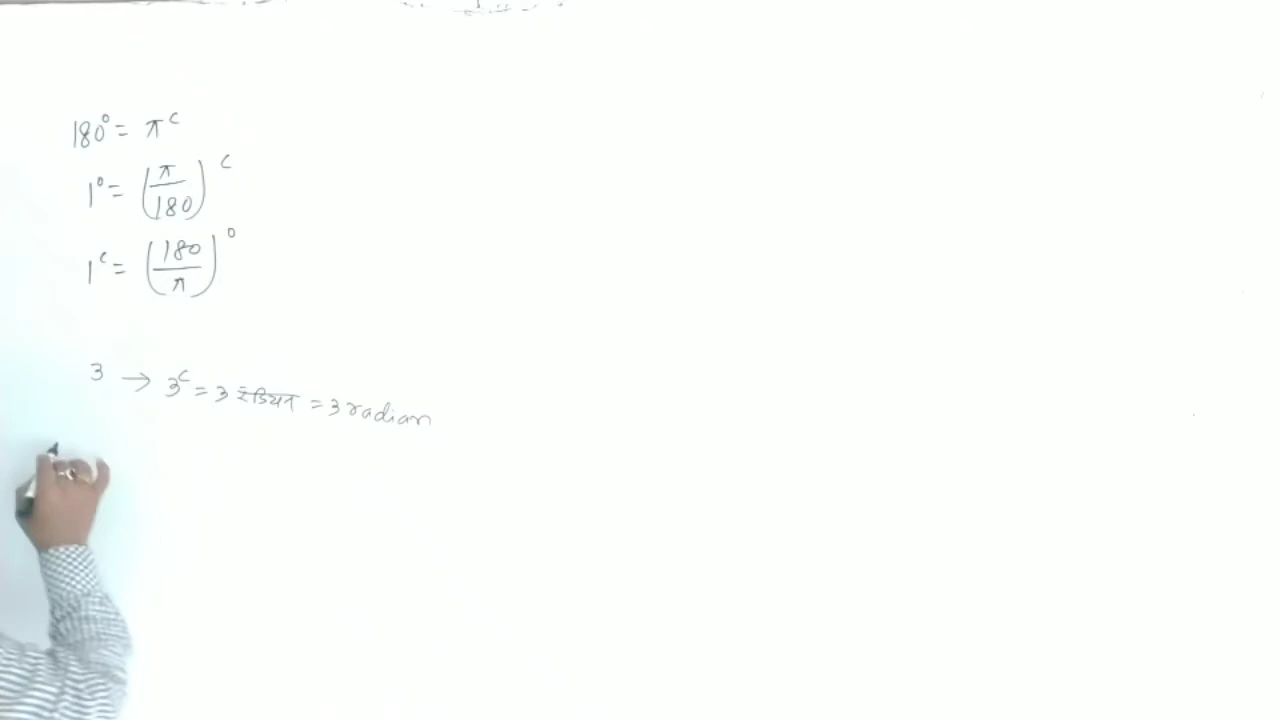 180° = π^c
1° = (π/180)^c
1^c = (180/π)°
3 → 3^c = 3 रेडियन = 3 radian